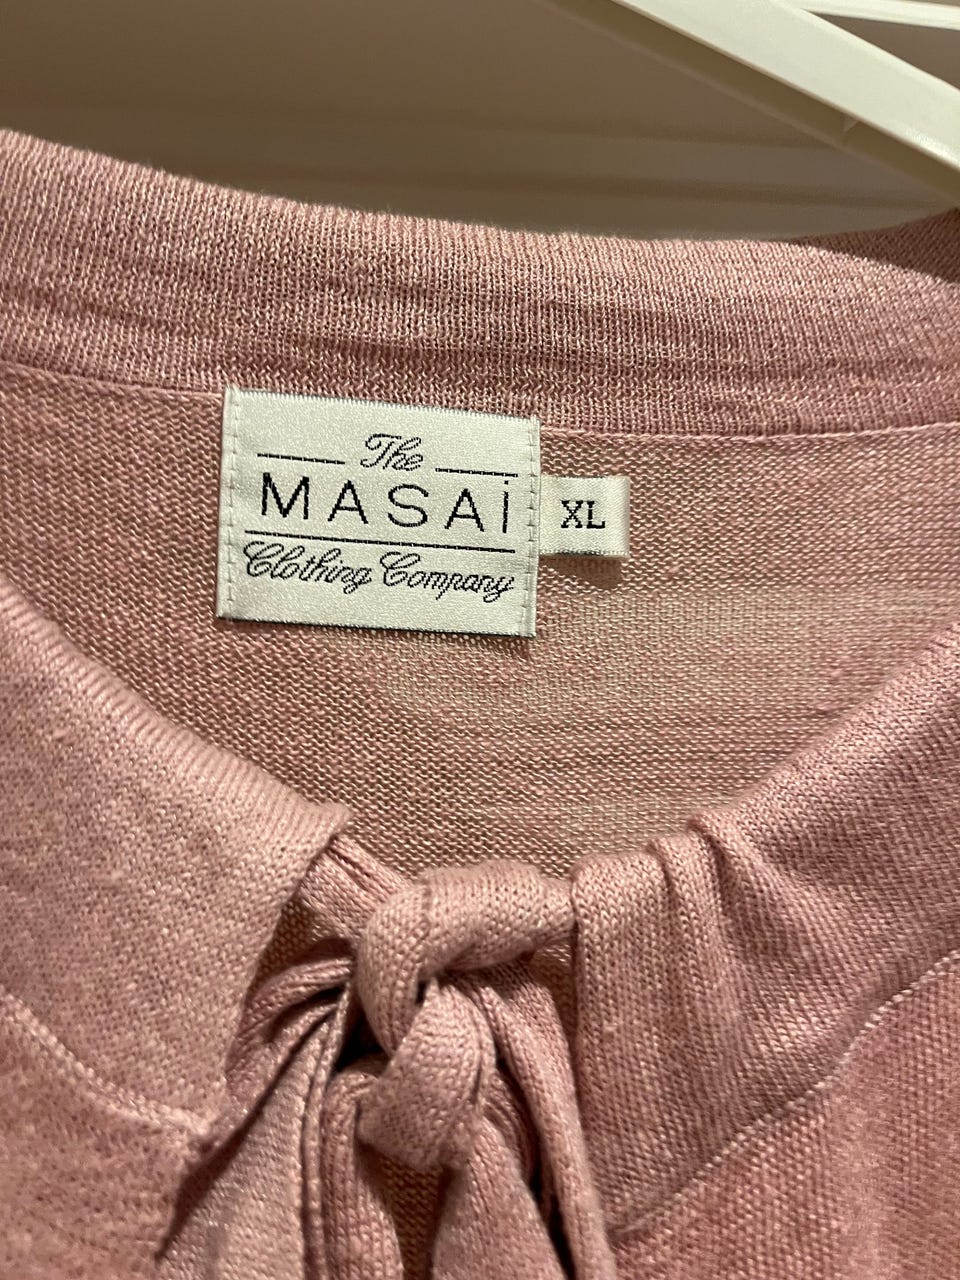 The
MASAi
Clothing Company
XL